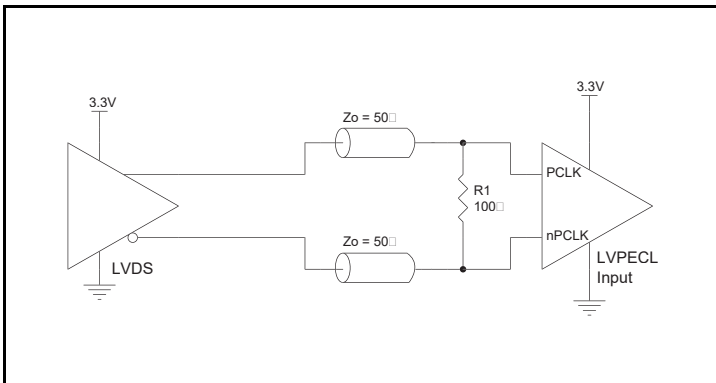 3.3V
3.3V
Zo = 50□
PCLK
R1
100□
nPCLK
Zo = 50□
LVDS
LVPECL
Input